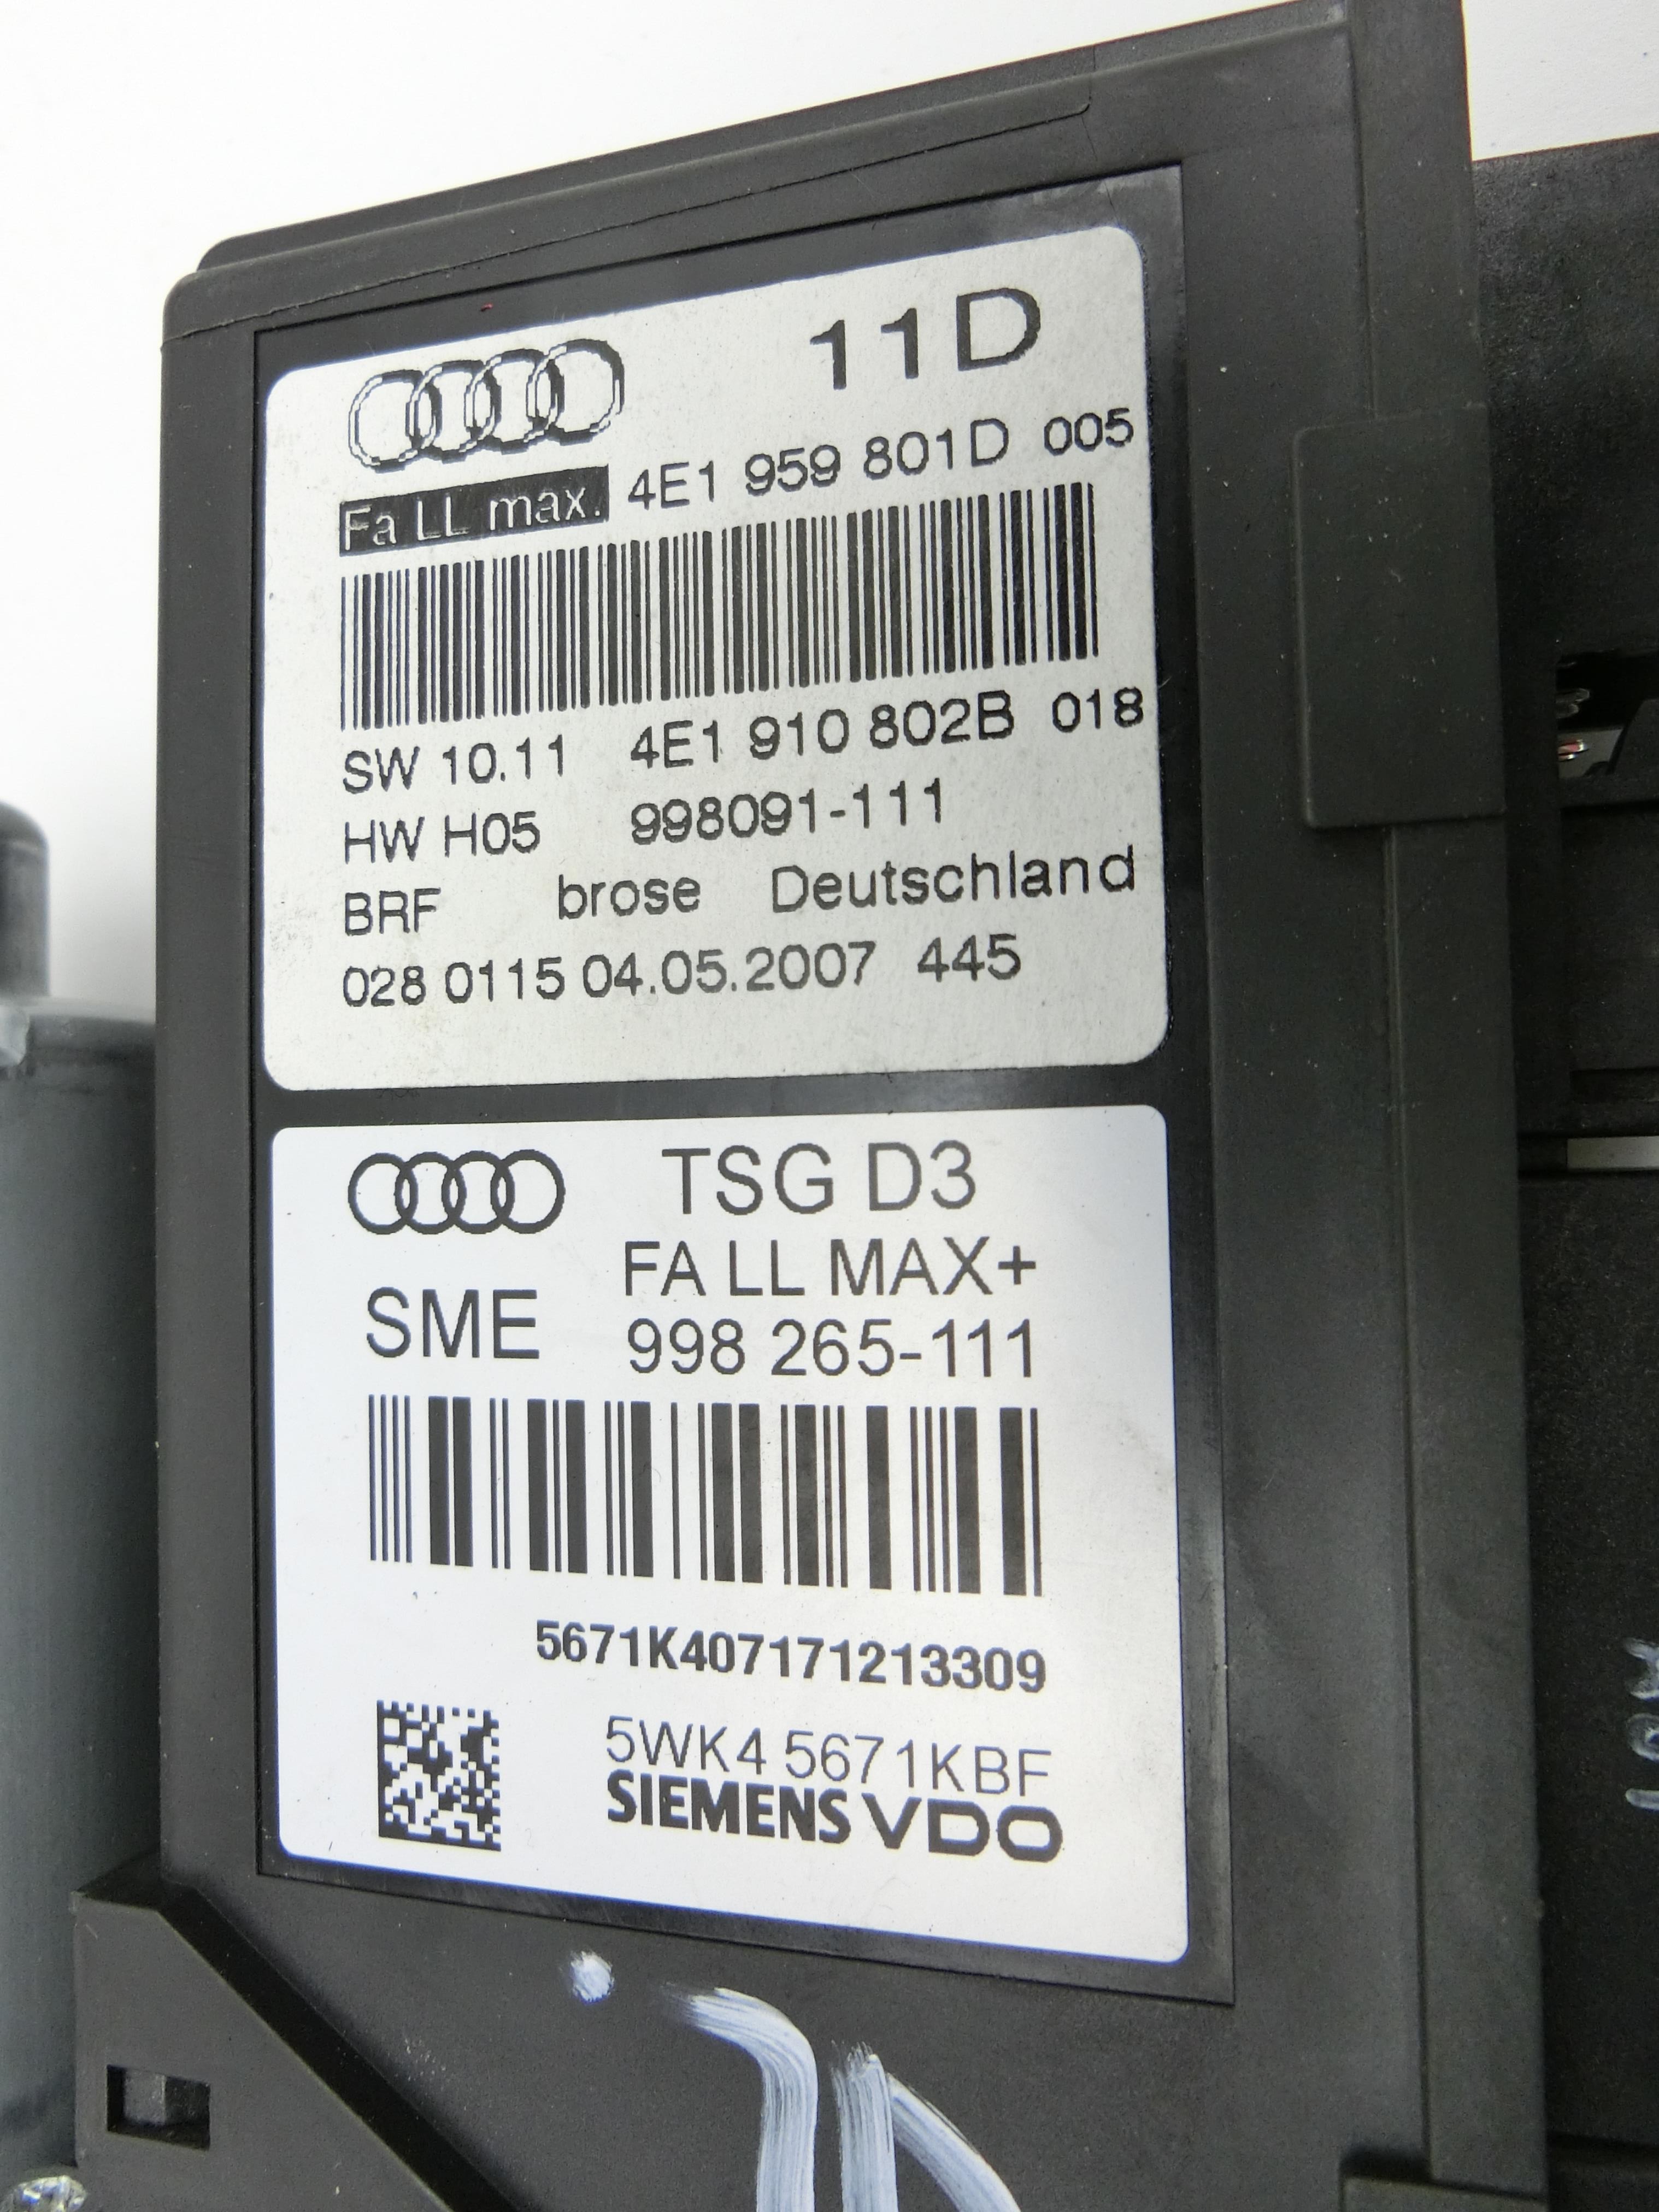 11D
Fa LL max. 4E1 959 801D 005
SW 10.11 4E1 910 802B 018
HW H05 998091-111
BRF brose Deutschland
028 0115 04.05.2007 445
TSG D3
FA LL MAX+
SME 998 265-111
5671K407171213309
5WK4 5671KBF
SIEMENS VDO